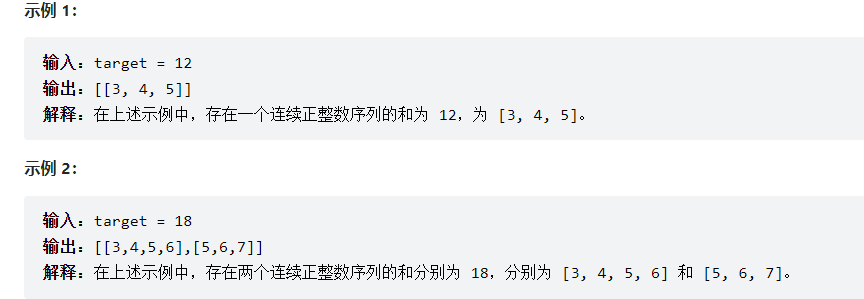 示例 1：
输入：target = 12
输出：[[3, 4, 5]]
解释：在上述示例中，存在一个连续正整数序列的和为 12，为 [3, 4, 5]。
示例 2：
输入：target = 18
输出：[[3,4,5,6],[5,6,7]]
解释：在上述示例中，存在两个连续正整数序列的和分别为 18，分别为 [3, 4, 5, 6] 和 [5, 6, 7]。